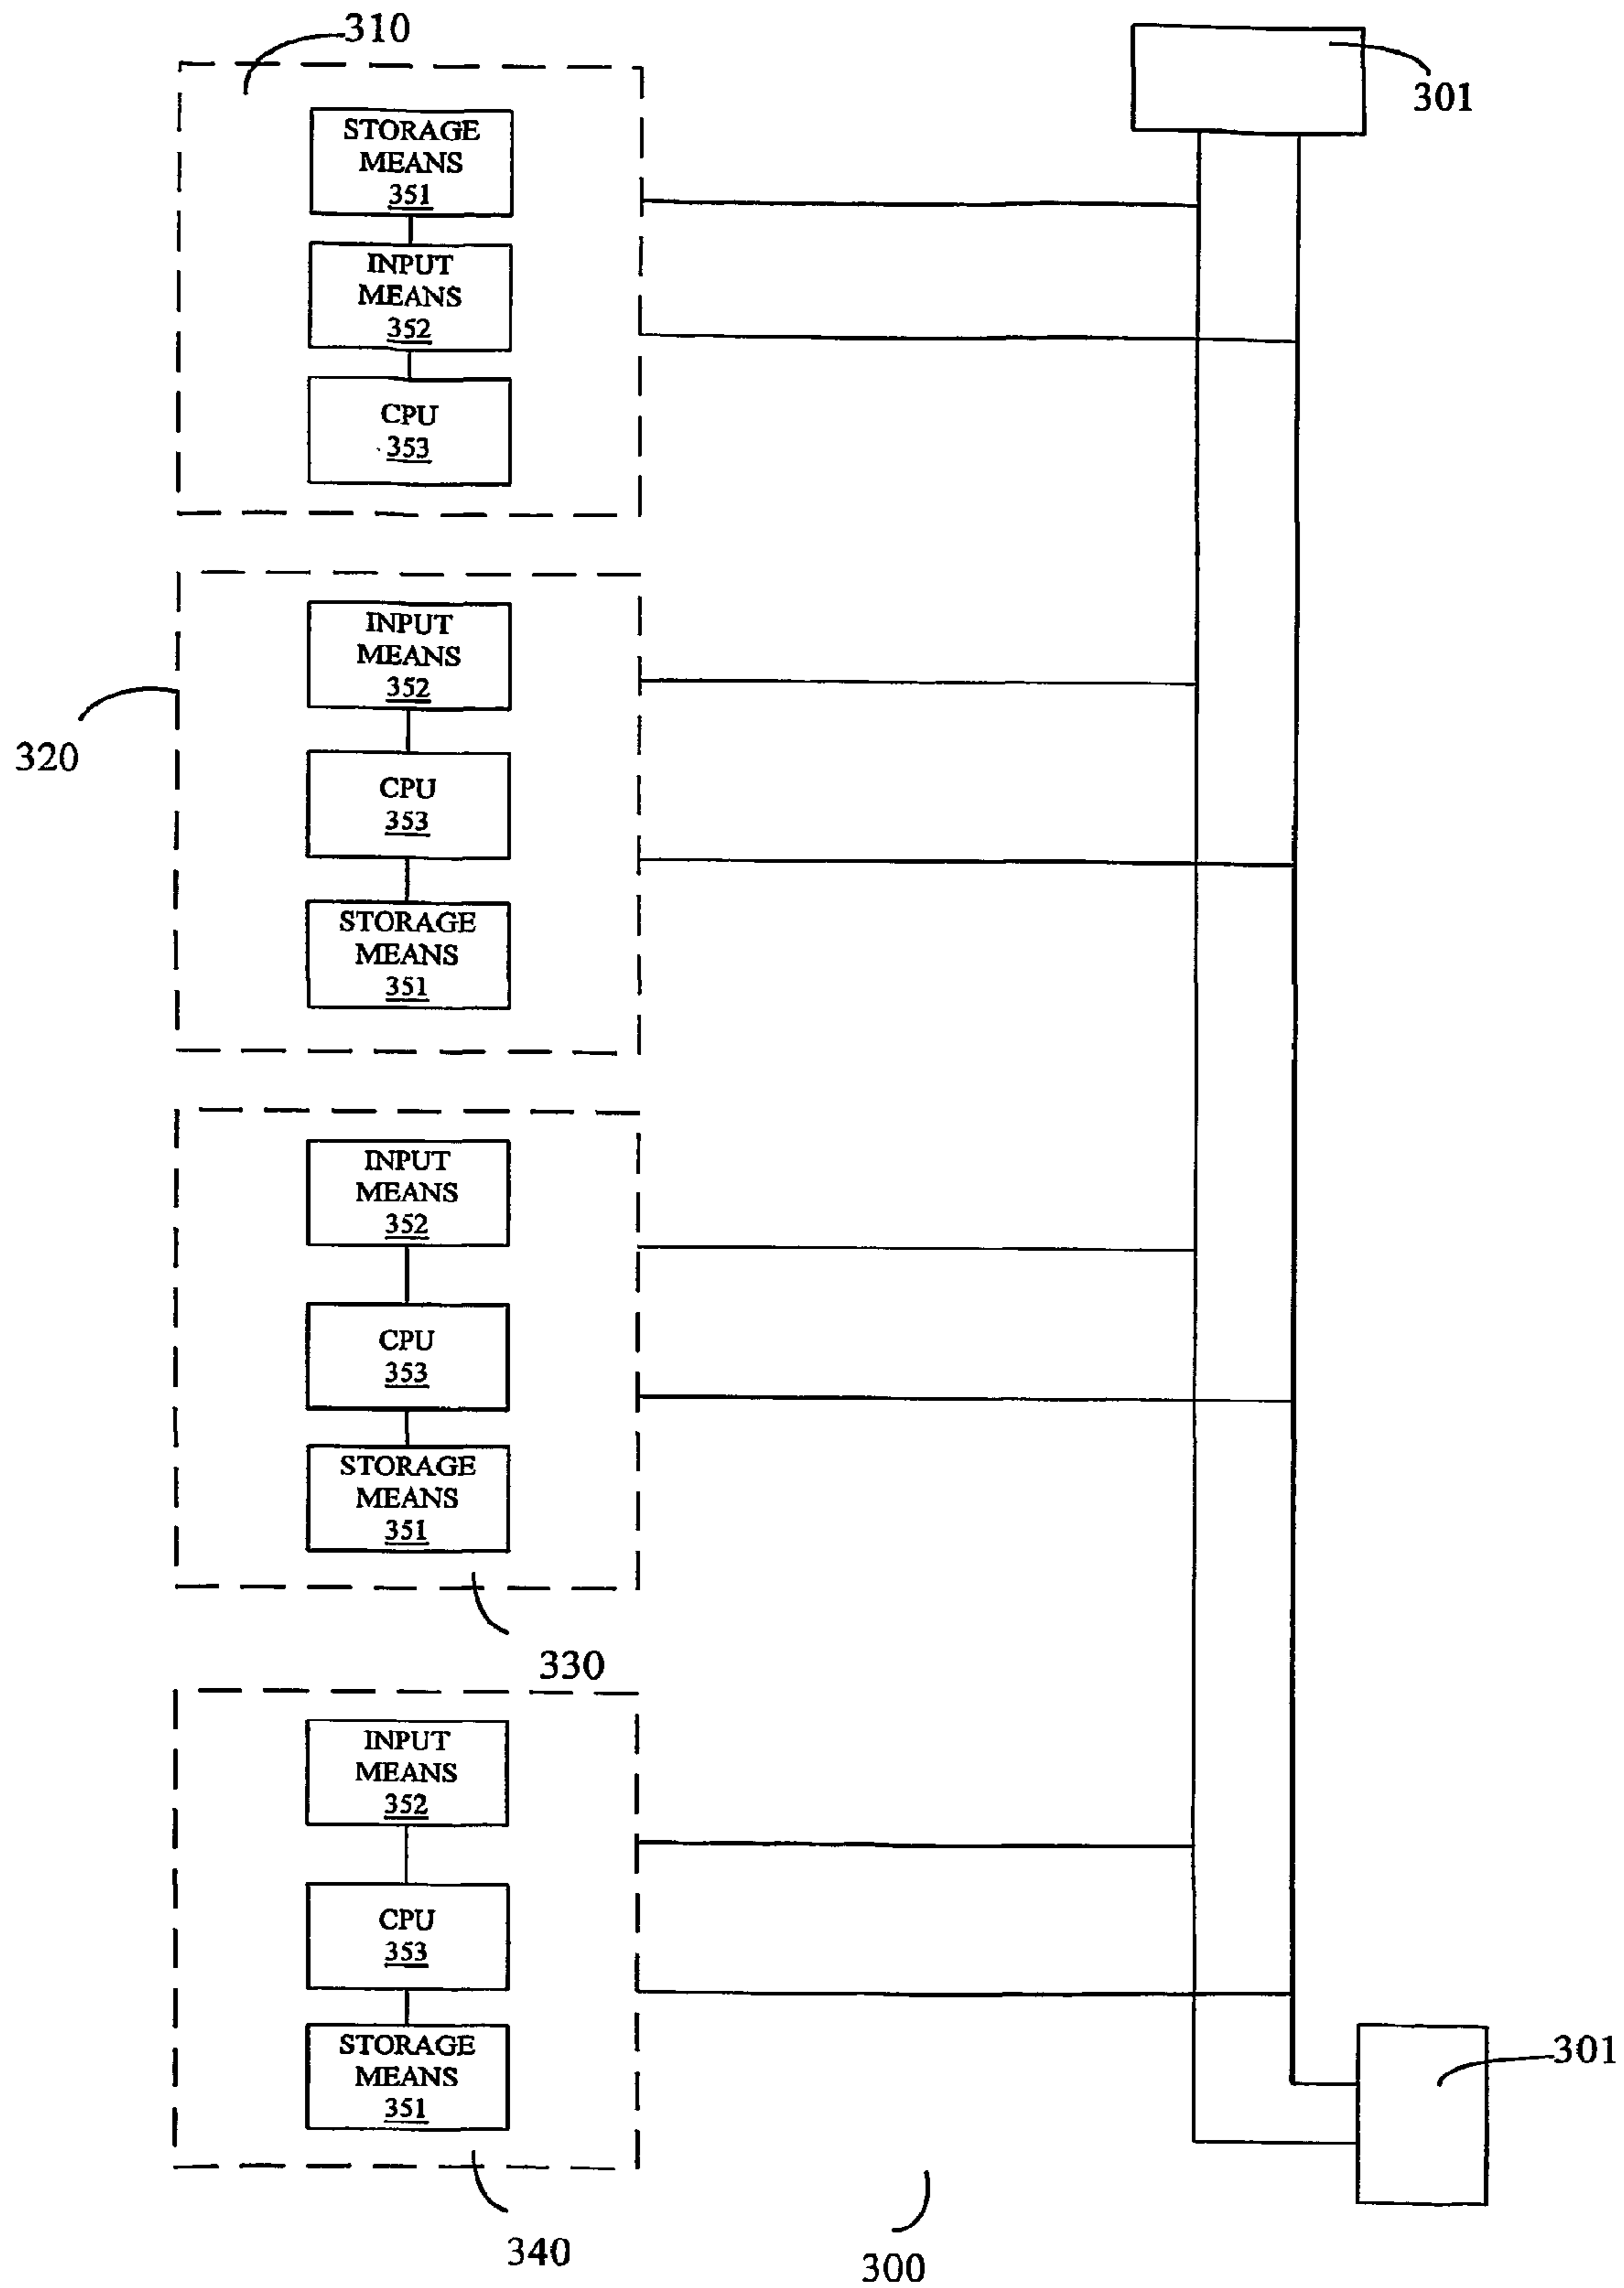 310
301
STORAGE
MEANS
351
INPUT
MEANS
352
CPU
353
320
INPUT
MEANS
352
CPU
353
STORAGE
MEANS
351
INPUT
MEANS
352
CPU
353
STORAGE
MEANS
351
330
INPUT
MEANS
352
CPU
353
STORAGE
MEANS
351
301
340
300